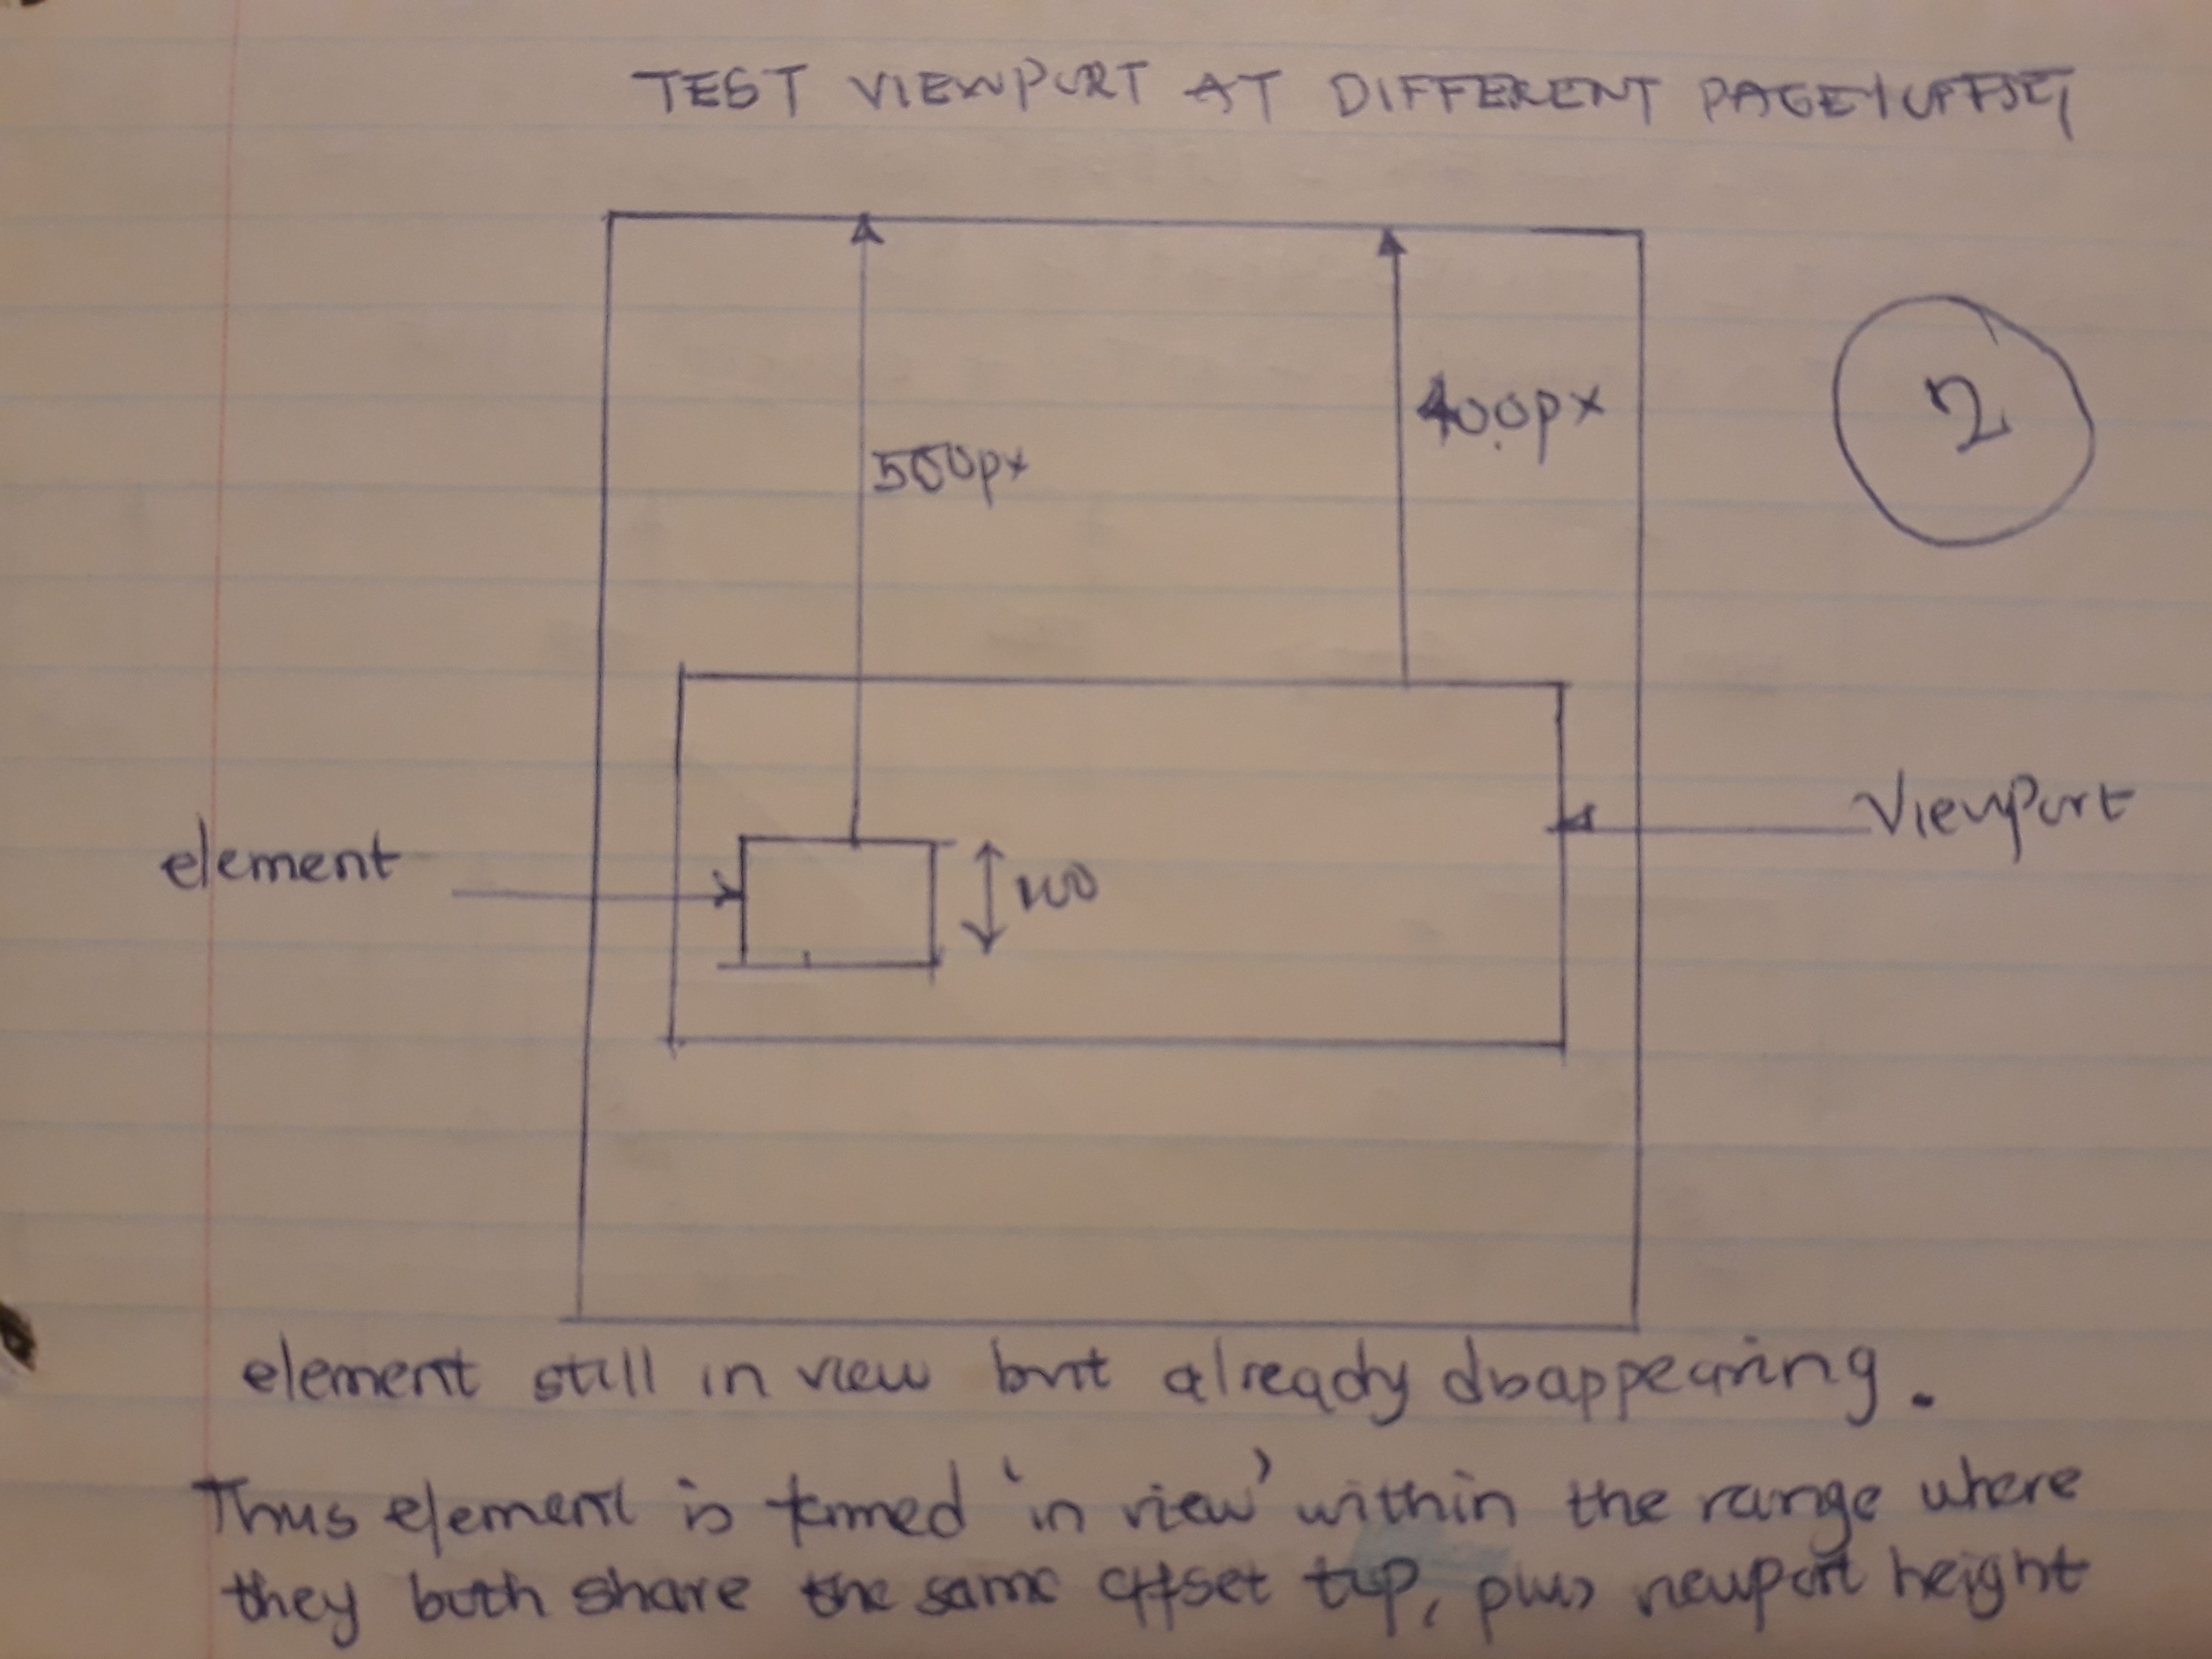 TEST VIEWPORT AT DIFFERENT PAGEYOFFSET
2
400px
500px
Viewport
element
100
element still in view but already disappearing.
Thus element is termed 'in view' within the range where
they both share the same offset top, plus viewport height